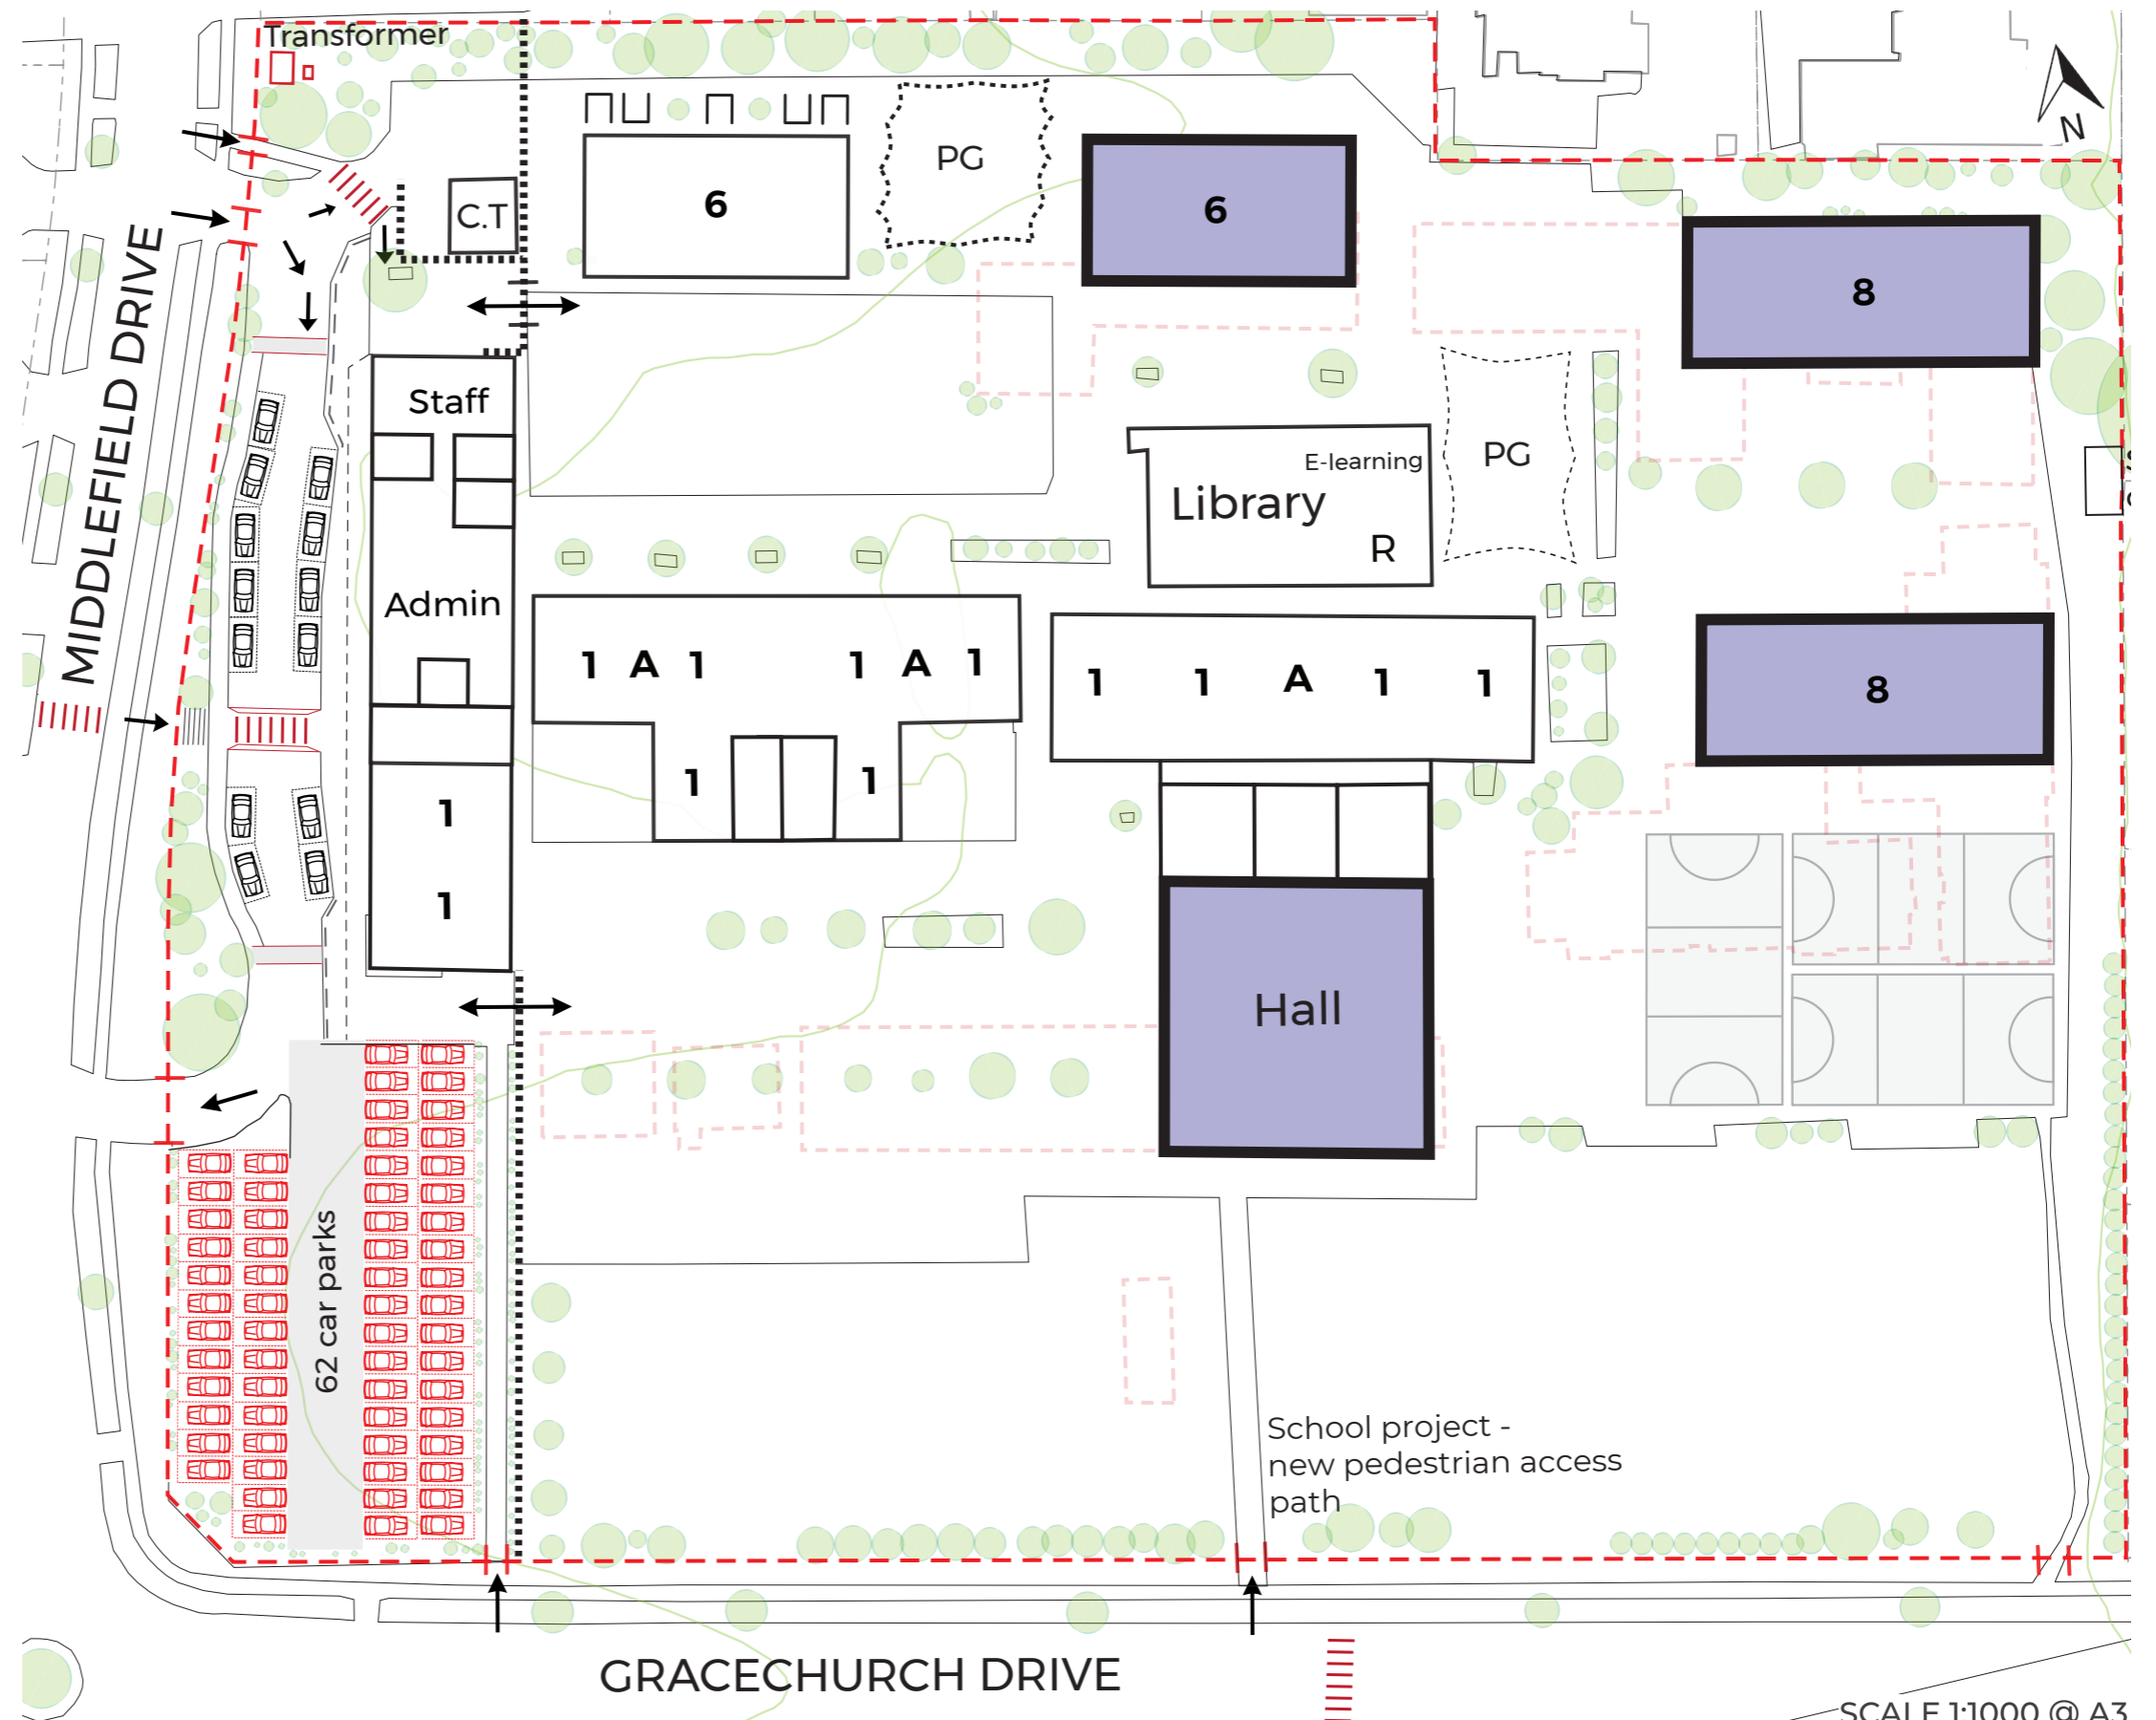 Transformer
N
C.T
6
PG
6
8
MIDDLEFIELD DRIVE
Staff
E-learning
Library
R
PG
Admin
1 A 1 1 A 1
1 1 A 1 1
8
1 1
1
1
Hall
62 car parks
School project -
new pedestrian access
path
GRACECHURCH DRIVE
SCALE 1:1000 @ A3